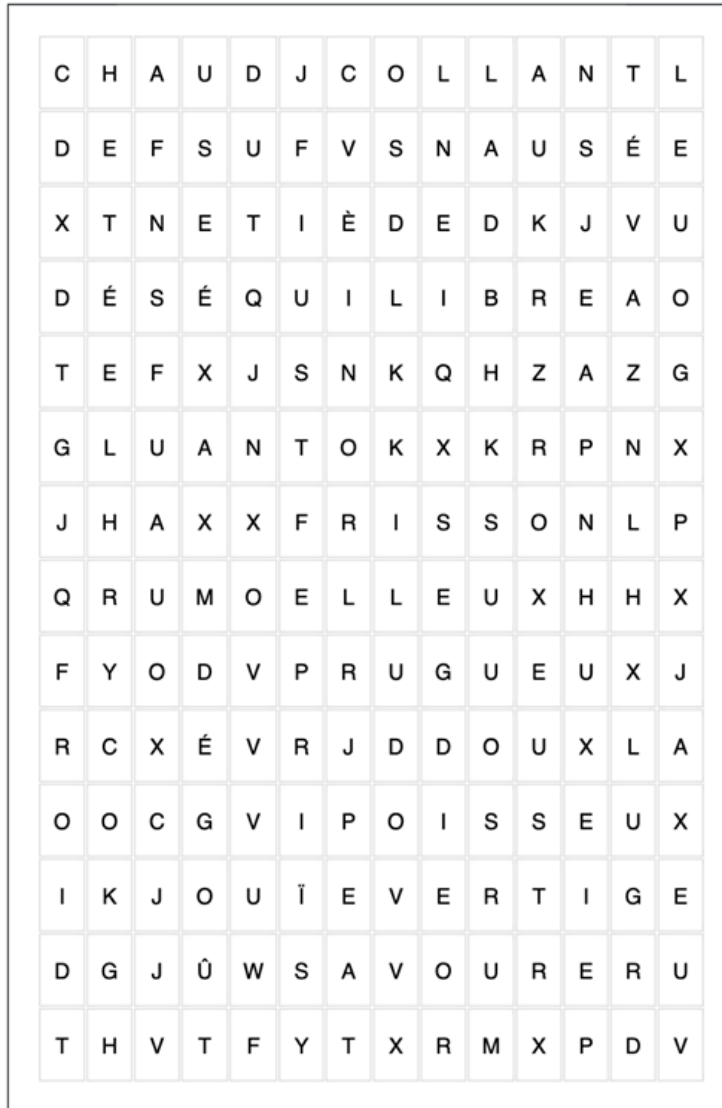 C H A U D J C O L L A N T L
D E F S U F V S N A U S É E
X T N E T I È D E D K J V U
D É S É Q U I L I B R E A O
T E F X J S N K Q H Z A Z G
G L U A N T O K X K R P N X
J H A X X F R I S S O N L P
Q R U M O E L L E U X H H X
F Y O D V P R U G U E U X J
R C X É V R J D D O U X L A
O O C G V I P O I S S E U X
I K J O U Ï E V E R T I G E
D G J Û W S A V O U R E R U
T H V T F Y T X R M X P D V